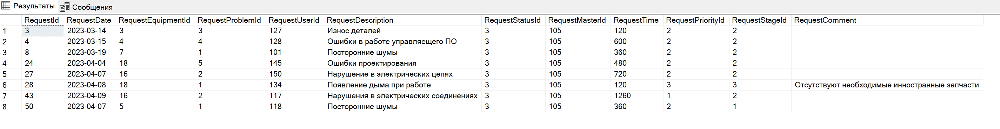 Результаты Сообщения
RequestId RequestDate RequestEquipmentId RequestProblemId RequestUserId RequestDescription RequestStatusId RequestMasterId RequestTime RequestPriorityId RequestStageId RequestComment
1 3 2023-03-14 3 3 127 Износ деталей 3 105 120 2 2
2 4 2023-03-15 4 4 128 Ошибки в работе управляещего ПО 3 105 600 2 2
3 8 2023-03-19 7 1 101 Посторонние шумы 3 105 360 2 2
4 24 2023-04-04 18 5 145 Ошибки проектирования 3 105 480 2 2
5 27 2023-04-07 16 2 150 Нарушение в электрических цепях 3 105 720 2 2
6 28 2023-04-08 18 1 134 Появление дыма при работе 3 105 120 3 3 Отсутствуют необходимые инностранные запчасти
7 43 2023-04-09 16 2 117 Нарушения в электрических соединениях 3 105 1260 1 2
8 50 2023-04-07 5 1 118 Посторонние шумы 3 105 360 2 1